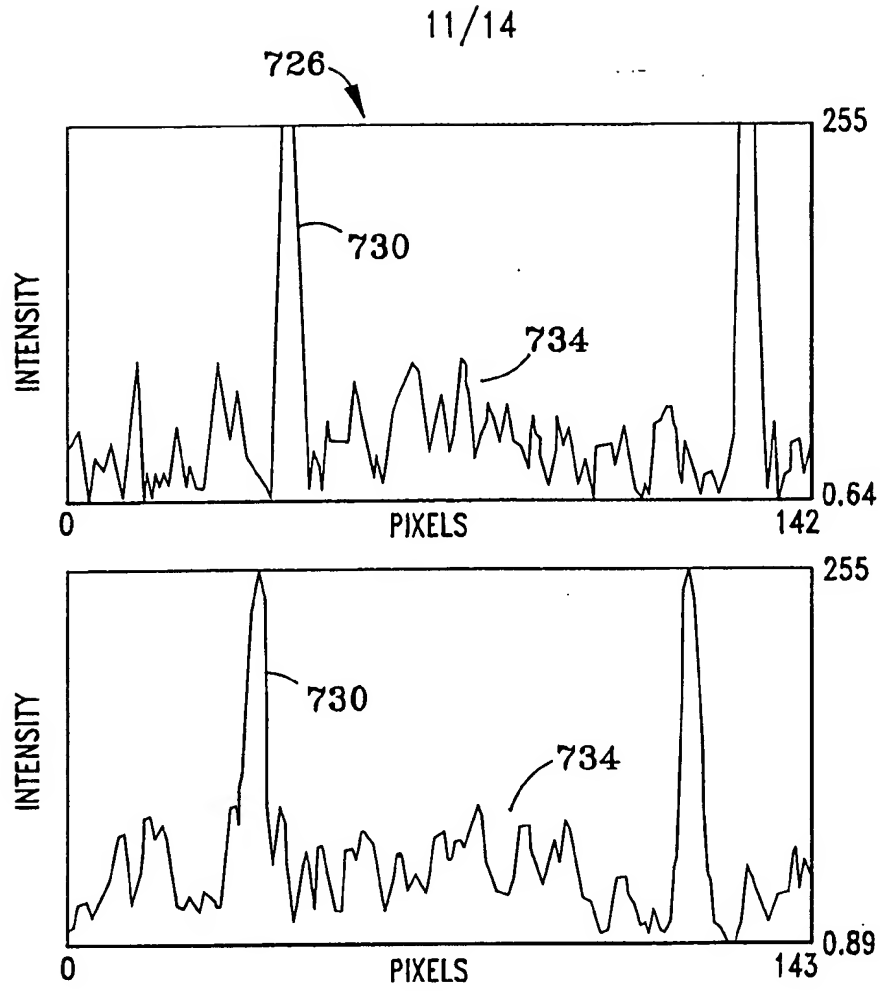 11/14
726
255
730
734
INTENSITY
0.64
0 PIXELS 142
255
730
734
INTENSITY
0.89
0 PIXELS 143